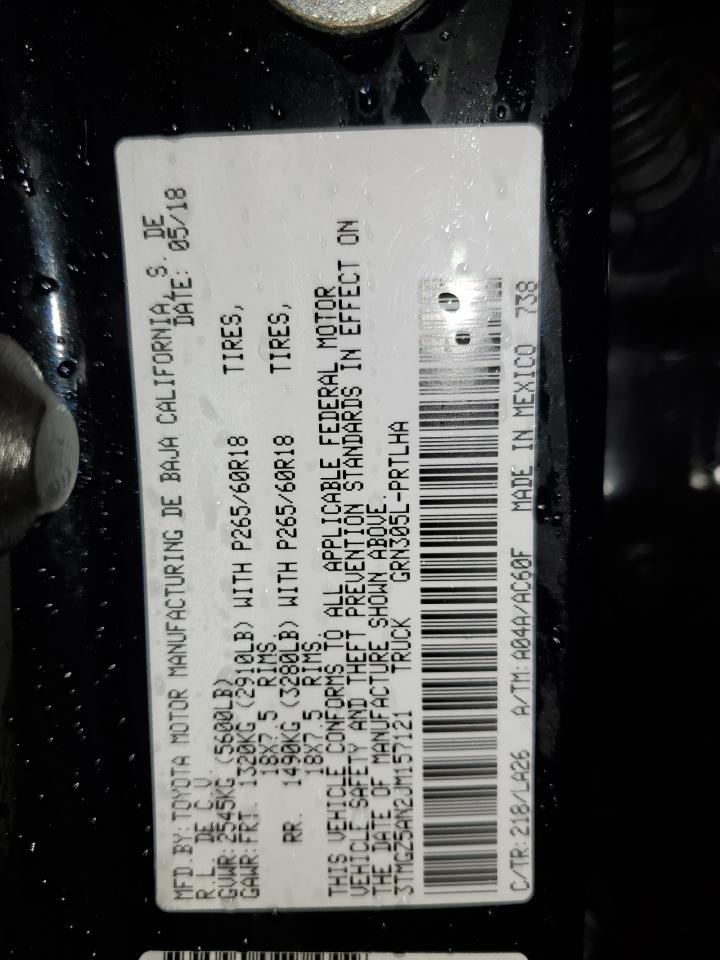 MFD.BY:TOYOTA MOTOR MANUFACTURING DE BAJA CALIFORNIA, S. DE
R.L. DE C.V. DATE: 05/18
GVWR: 2545KG (5600LB)
GAWR:FRT. 1320KG (2910LB) WITH P265/60R18 TIRES,
18X7.5 RIMS.
RR. 1490KG (3280LB) WITH P265/60R18 TIRES,
18X7.5 RIMS.
THIS VEHICLE CONFORMS TO ALL APPLICABLE FEDERAL MOTOR
VEHICLE SAFETY AND THEFT PREVENTION STANDARDS IN EFFECT ON
THE DATE OF MANUFACTURE SHOWN ABOVE.
3TMGZ5AN2JM157121 TRUCK GRN305L-PRTLHA
C/TR:218/LA26 A/TM: A04A/AC60F MADE IN MEXICO 738